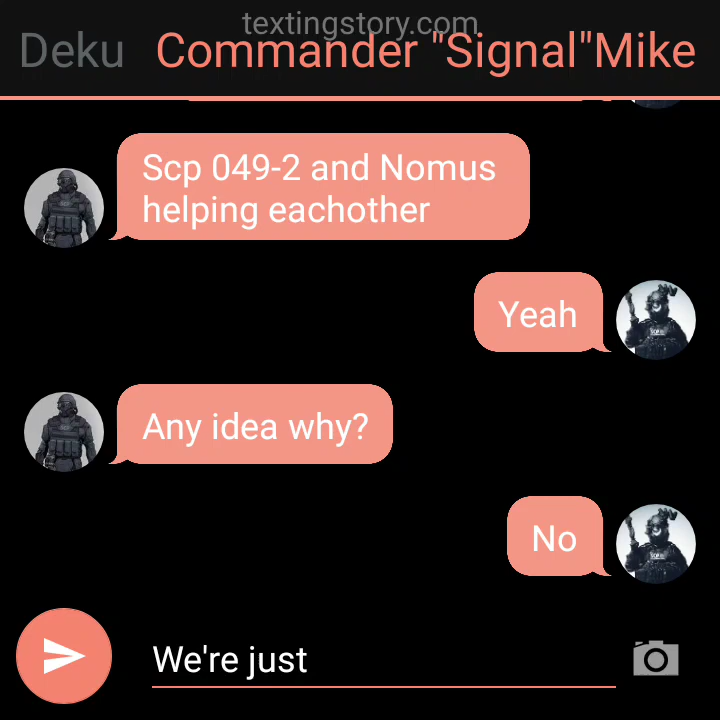 textingstory.com
Deku Commander "Signal"Mike
Scp 049-2 and Nomus
helping eachother
Yeah
Any idea why?
No
We're just